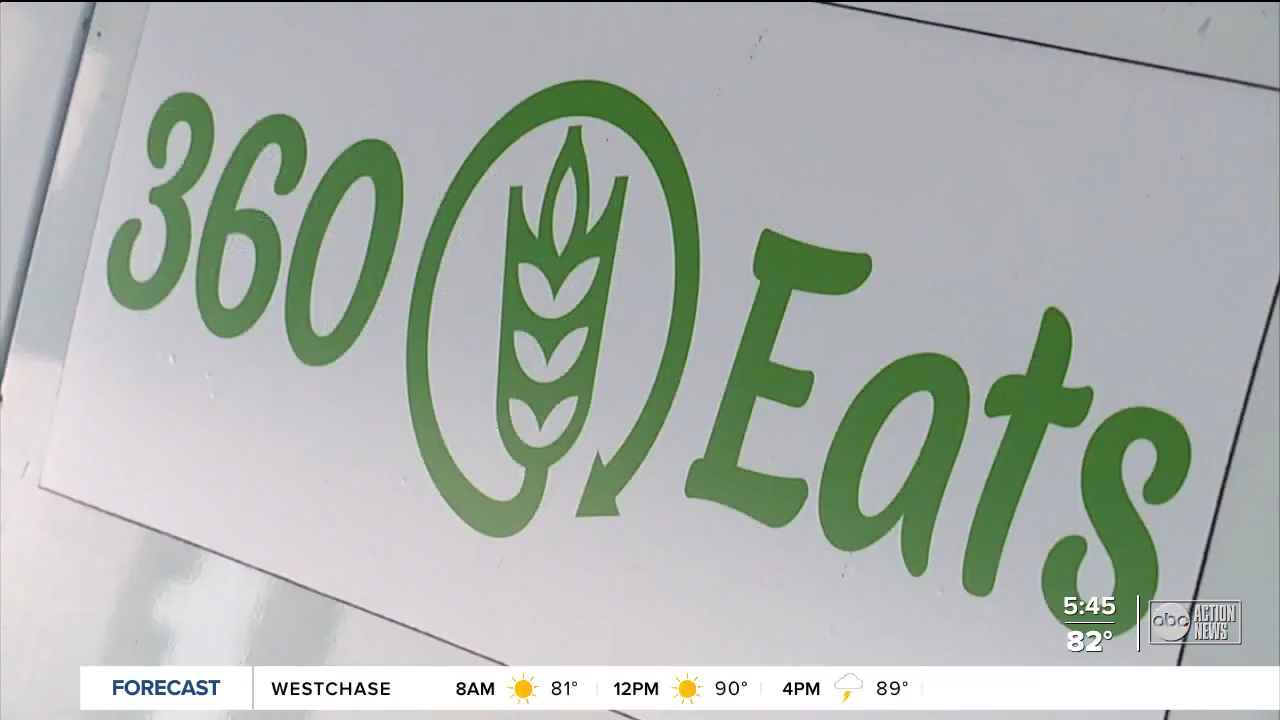 360 Eats
5:45
82°
abc ACTION NEWS
FORECAST WESTCHASE 8AM 81° 12PM 90° 4PM 89°